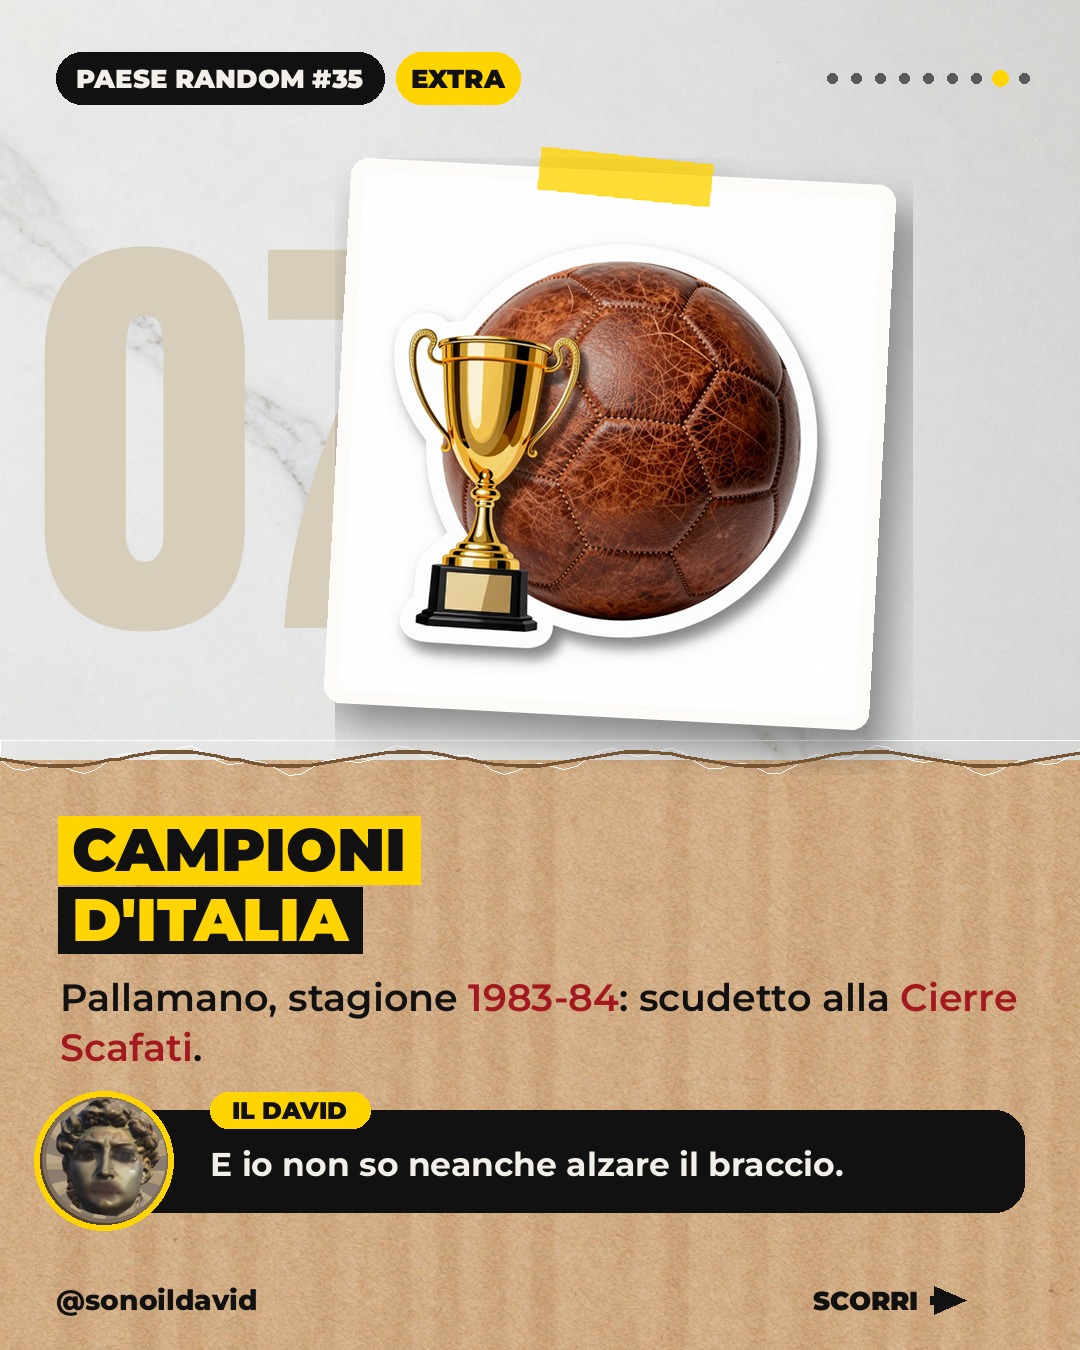 PAESE RANDOM #35 EXTRA
07
CAMPIONI
D'ITALIA
Pallamano, stagione 1983-84: scudetto alla Cierre
Scafati.
IL DAVID
E io non so neanche alzare il braccio.
@sonoildavid SCORRI